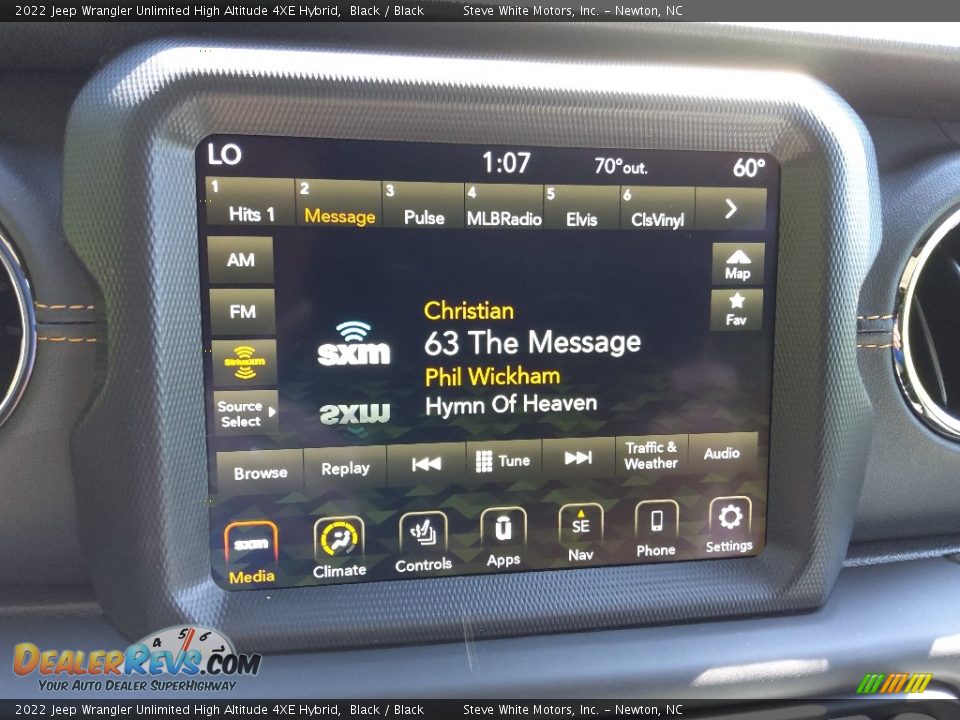 2022 Jeep Wrangler Unlimited High Altitude 4XE Hybrid, Black / Black Steve White Motors, Inc. - Newton, NC
LO 1:07 70°out. 60°
1 Hits 1 2 Message 3 Pulse 4 MLBRadio 5 Elvis 6 ClsVinyl
AM
Map
FM
Fav
SiriusXM
Source Select
sxm
Christian
63 The Message
Phil Wickham
Hymn Of Heaven
Browse Replay Tune Traffic & Weather Audio
sxm SE
Media Climate Controls Apps Nav Phone Settings
4 5 6
DealerRevs.com
Your Auto Dealer SuperHighway
2022 Jeep Wrangler Unlimited High Altitude 4XE Hybrid, Black / Black Steve White Motors, Inc. - Newton, NC